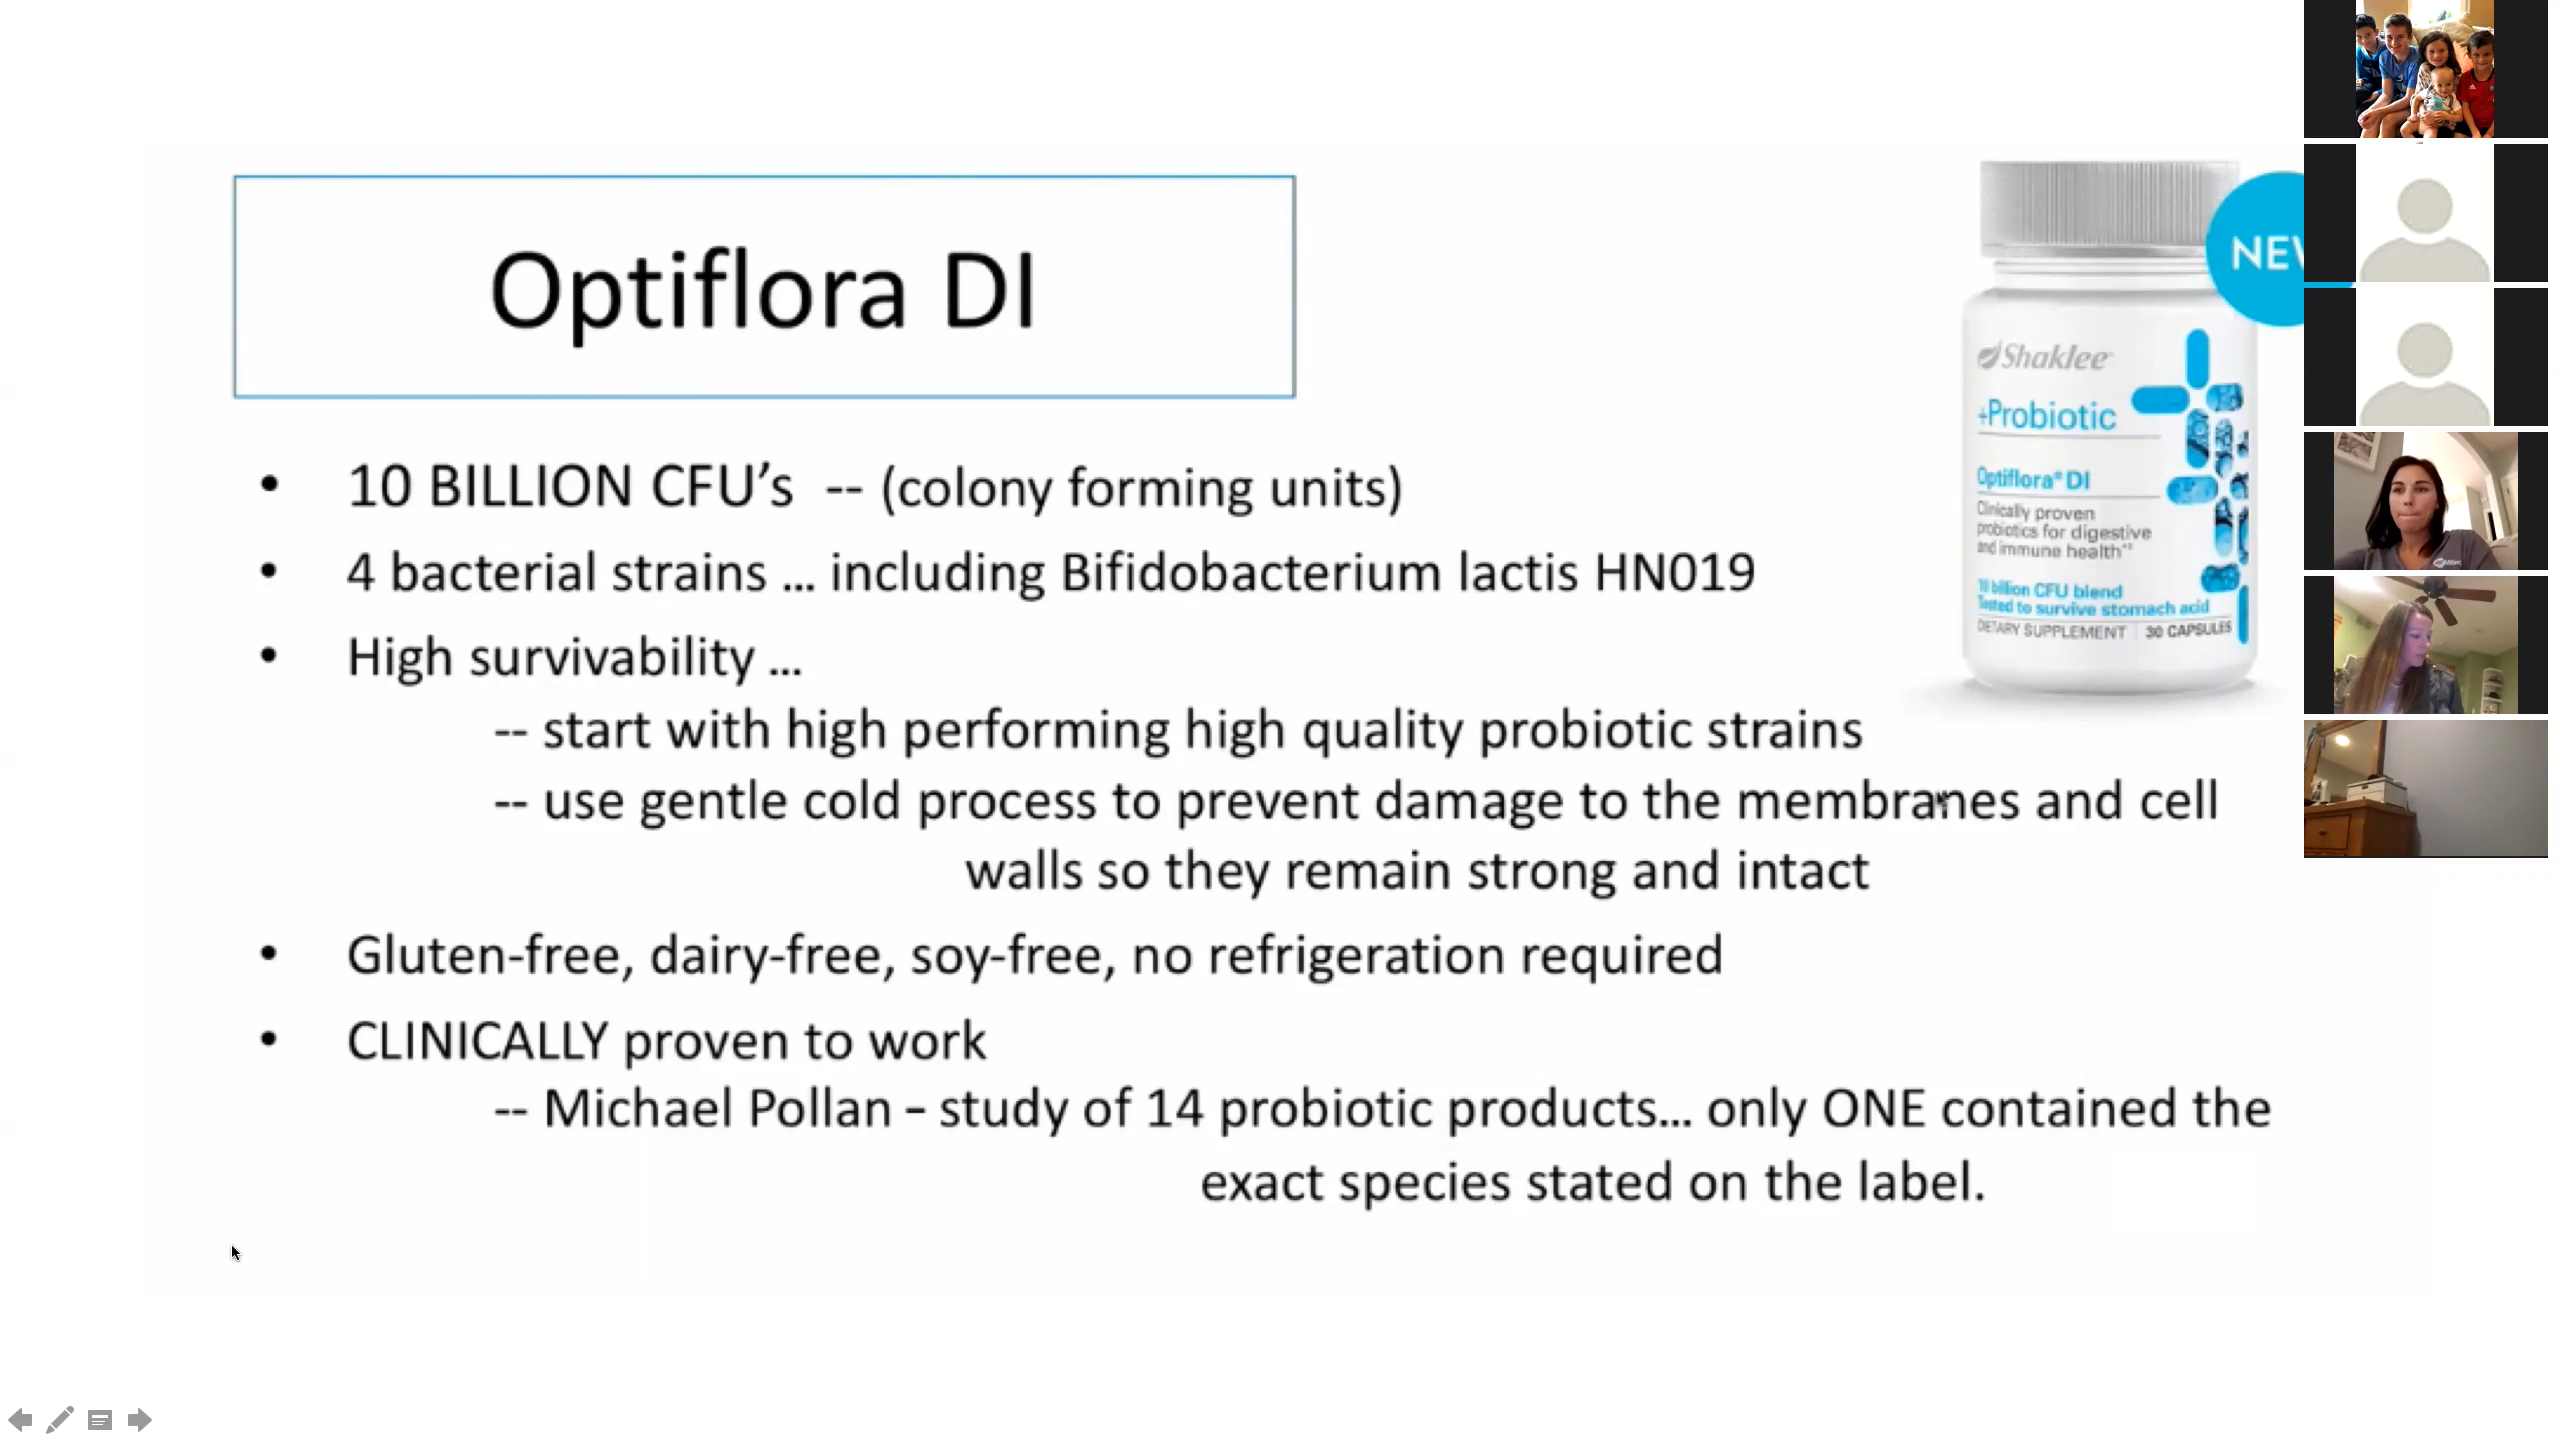 Optiflora DI
• 10 BILLION CFU’s -- (colony forming units)
• 4 bacterial strains … including Bifidobacterium lactis HN019
• High survivability …
-- start with high performing high quality probiotic strains
-- use gentle cold process to prevent damage to the membranes and cell
walls so they remain strong and intact
• Gluten-free, dairy-free, soy-free, no refrigeration required
• CLINICALLY proven to work
-- Michael Pollan – study of 14 probiotic products… only ONE contained the
exact species stated on the label.
Shaklee
+Probiotic
Optiflora® DI
Clinically proven
probiotics for digestive
and immune health
10 billion CFU blend
Tested to survive stomach acid
DIETARY SUPPLEMENT | 30 CAPSULES